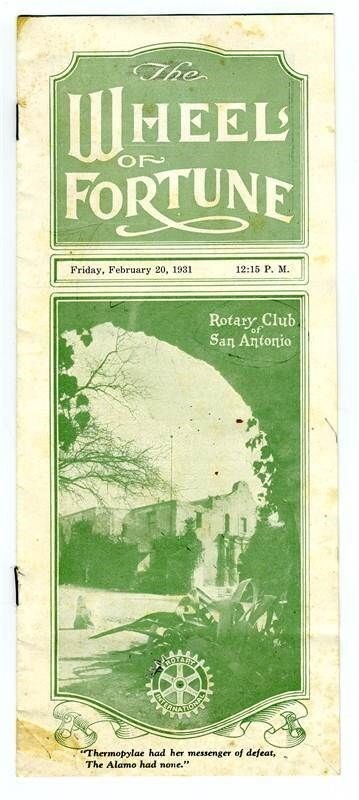 The
WHEEL
OF
FORTUNE
Friday, February 20, 1931 12:15 P. M.
Rotary Club
of
San Antonio
ROTARY
INTERNATIONAL
"Thermopylae had her messenger of defeat,
The Alamo had none."